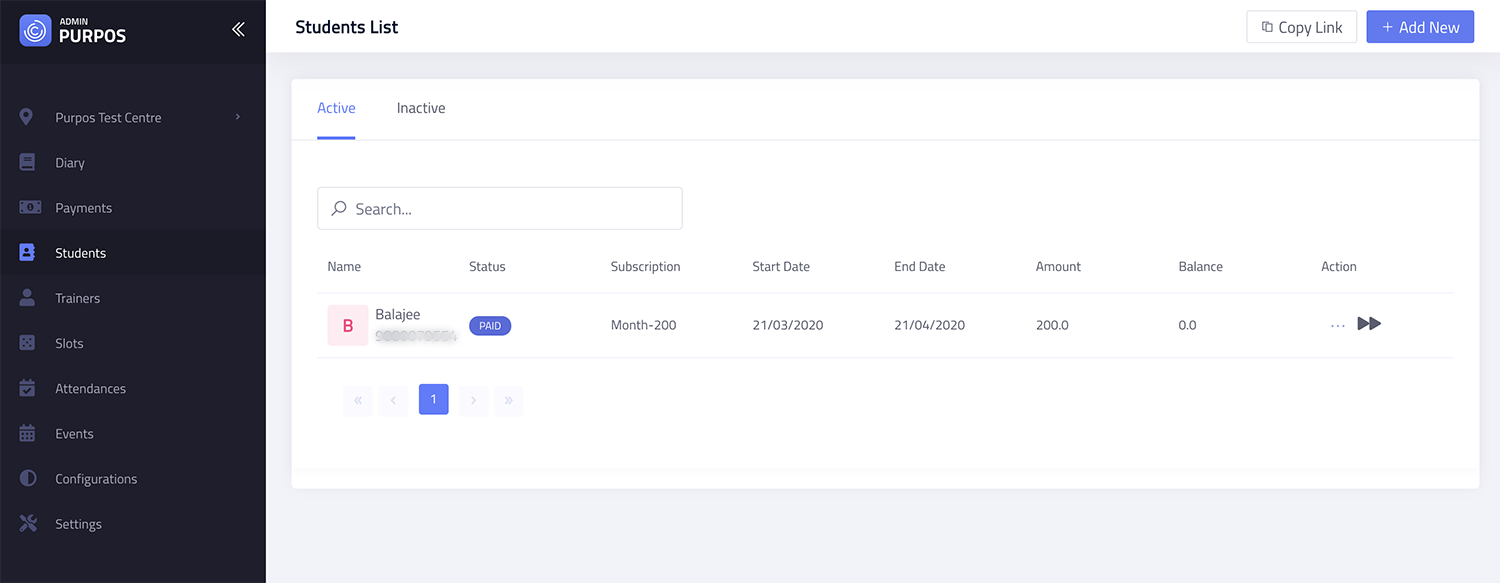 ADMIN
PURPOS
Students List
Copy Link
+ Add New
Purpos Test Centre
Diary
Payments
Students
Trainers
Slots
Attendances
Events
Configurations
Settings
Active Inactive
Search...
Name Status Subscription Start Date End Date Amount Balance Action
B Balajee PAID Month-200 21/03/2020 21/04/2020 200.0 0.0 ...
« ‹ 1 › »